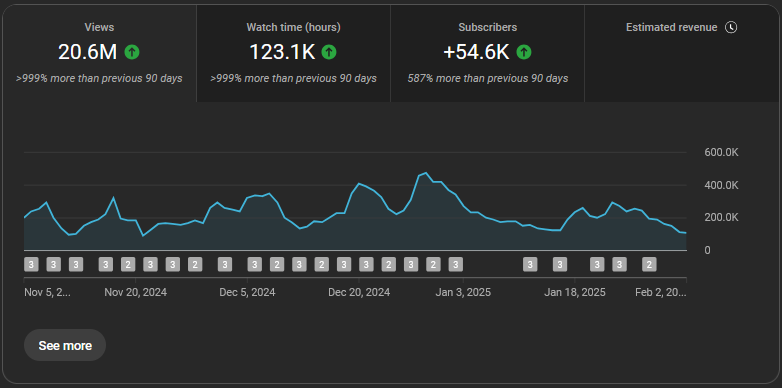 Views
20.6M
>999% more than previous 90 days
Watch time (hours)
123.1K
>999% more than previous 90 days
Subscribers
+54.6K
587% more than previous 90 days
Estimated revenue
600.0K
400.0K
200.0K
0
3 3 3 3 2 3 3 2 3 3 2 3 2 3 3 2 3 2 3 3 3 3 3 2
Nov 5, 2... Nov 20, 2024 Dec 5, 2024 Dec 20, 2024 Jan 3, 2025 Jan 18, 2025 Feb 2, 20...
See more